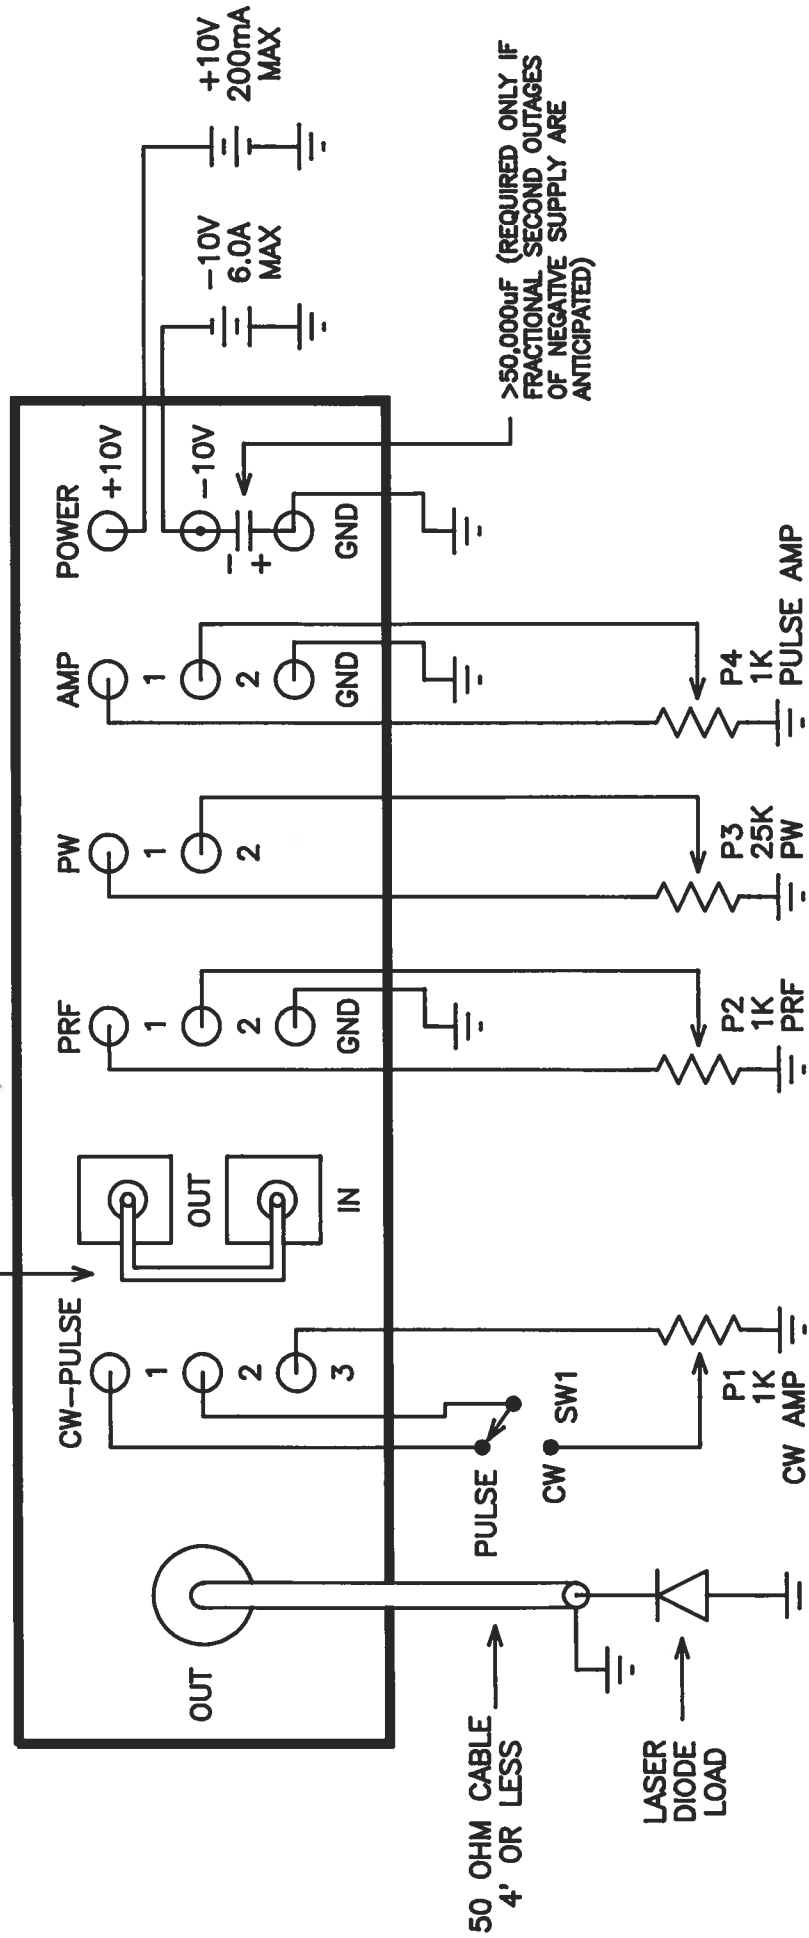 OUT
CW-PULSE
1
2
3
OUT
IN
PRF
1
2
GND
PW
1
2
AMP
1
2
GND
POWER
+10V
-10V
-
+
GND
-10V
6.0A
MAX
+10V
200mA
MAX
>50,000uF (REQUIRED ONLY IF
FRACTIONAL SECOND OUTAGES
OF NEGATIVE SUPPLY ARE
ANTICIPATED)
50 OHM CABLE
4' OR LESS
LASER
DIODE
LOAD
PULSE
CW
SW1
P1
1K
CW AMP
P2
1K
PRF
P3
25K
PW
P4
1K
PULSE AMP